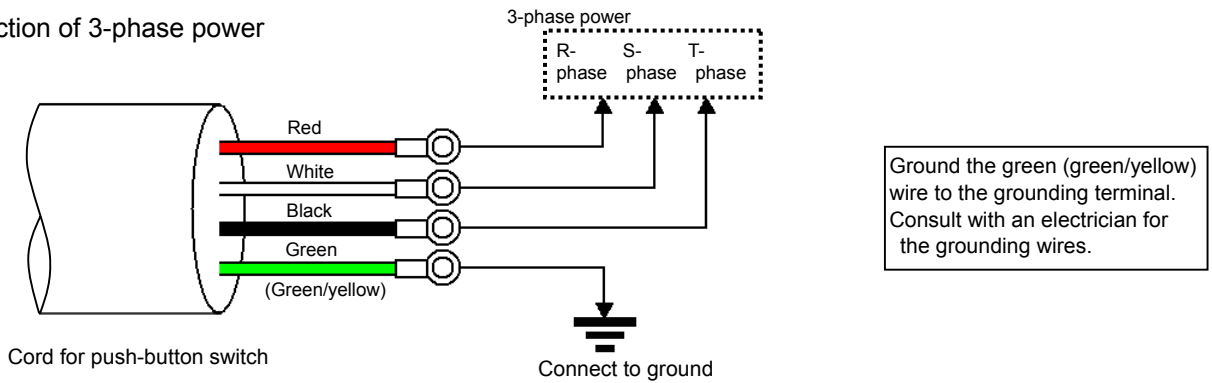 ction of 3-phase power
3-phase power
R- S- T-
phase phase phase
Red
White
Black
Green
(Green/yellow)
Cord for push-button switch
Connect to ground
Ground the green (green/yellow)
wire to the grounding terminal.
Consult with an electrician for
the grounding wires.